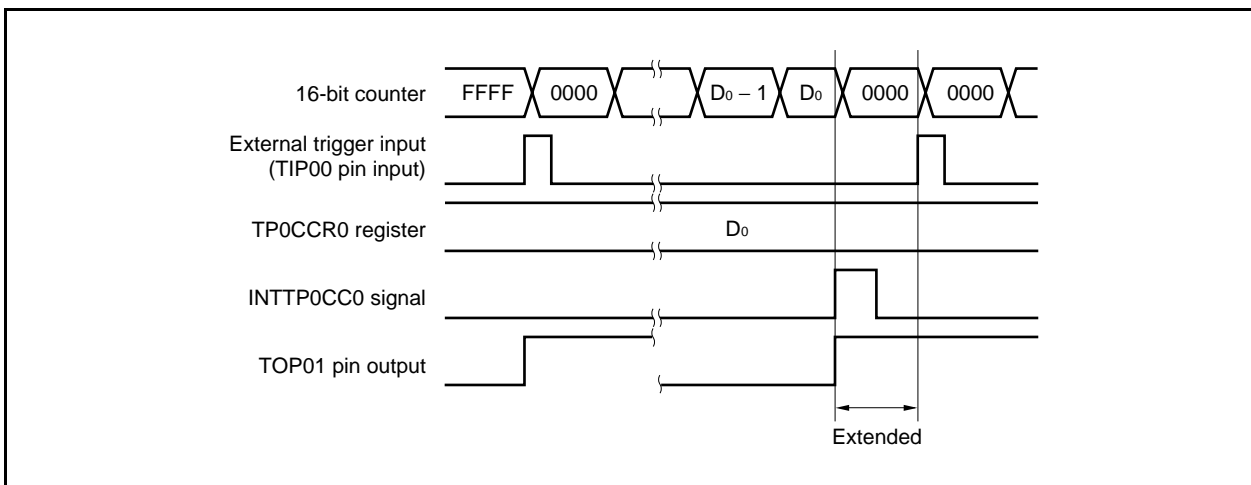 16-bit counter FFFF 0000 D0 – 1 D0 0000 0000
External trigger input
(TIP00 pin input)
TP0CCR0 register D0
INTTP0CC0 signal
TOP01 pin output
Extended